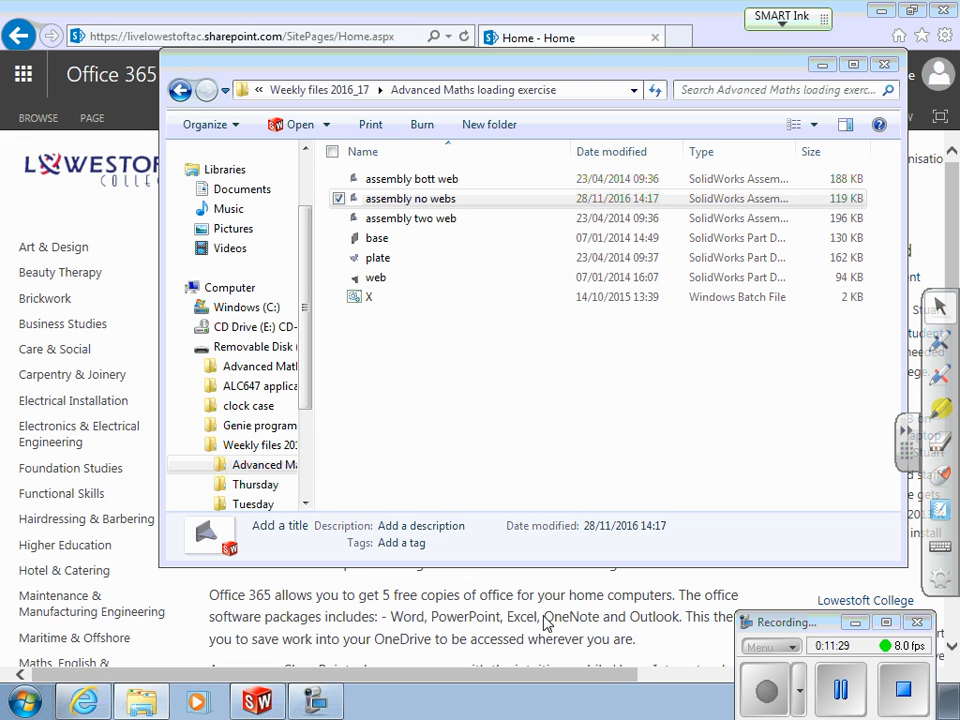 SMART Ink
https://livelowestoftac.sharepoint.com/SitePages/Home.aspx
Home - Home
Office 365
BROWSE PAGE
LOWESTOF
COLLEG
Art & Design
Beauty Therapy
Brickwork
Business Studies
Care & Social
Carpentry & Joinery
Electrical Installation
Electronics & Electrical
Engineering
Foundation Studies
Functional Skills
Hairdressing & Barbering
Higher Education
Hotel & Catering
Maintenance &
Manufacturing Engineering
Maritime & Offshore
Maths, English &
« Weekly files 2016_17 Advanced Maths loading exercise
Search Advanced Maths loading exerc...
Organize Open Print Burn New folder
Libraries
Documents
Music
Pictures
Videos
Computer
Windows (C:)
CD Drive (E:) CD-
Removable Disk (
Advanced Math
ALC647 applica
clock case
Genie program
Weekly files 201
Advanced Ma
Thursday
Tuesday
Name Date modified Type Size
assembly bott web 23/04/2014 09:36 SolidWorks Assem... 188 KB
assembly no webs 28/11/2016 14:17 SolidWorks Assem... 119 KB
assembly two web 23/04/2014 09:36 SolidWorks Assem... 196 KB
base 07/01/2014 14:49 SolidWorks Part D... 130 KB
plate 23/04/2014 09:37 SolidWorks Part D... 162 KB
web 07/01/2014 16:07 SolidWorks Part D... 94 KB
X 14/10/2015 13:39 Windows Batch File 2 KB
Add a title Description: Add a description Date modified: 28/11/2016 14:17
Tags: Add a tag
Office 365 allows you to get 5 free copies of office for your home computers. The office
software packages includes: - Word, PowerPoint, Excel, OneNote and Outlook. This the
you to save work into your OneDrive to be accessed wherever you are.
Lowestoft College
Recording...
Menu 0:11:29 8.0 fps